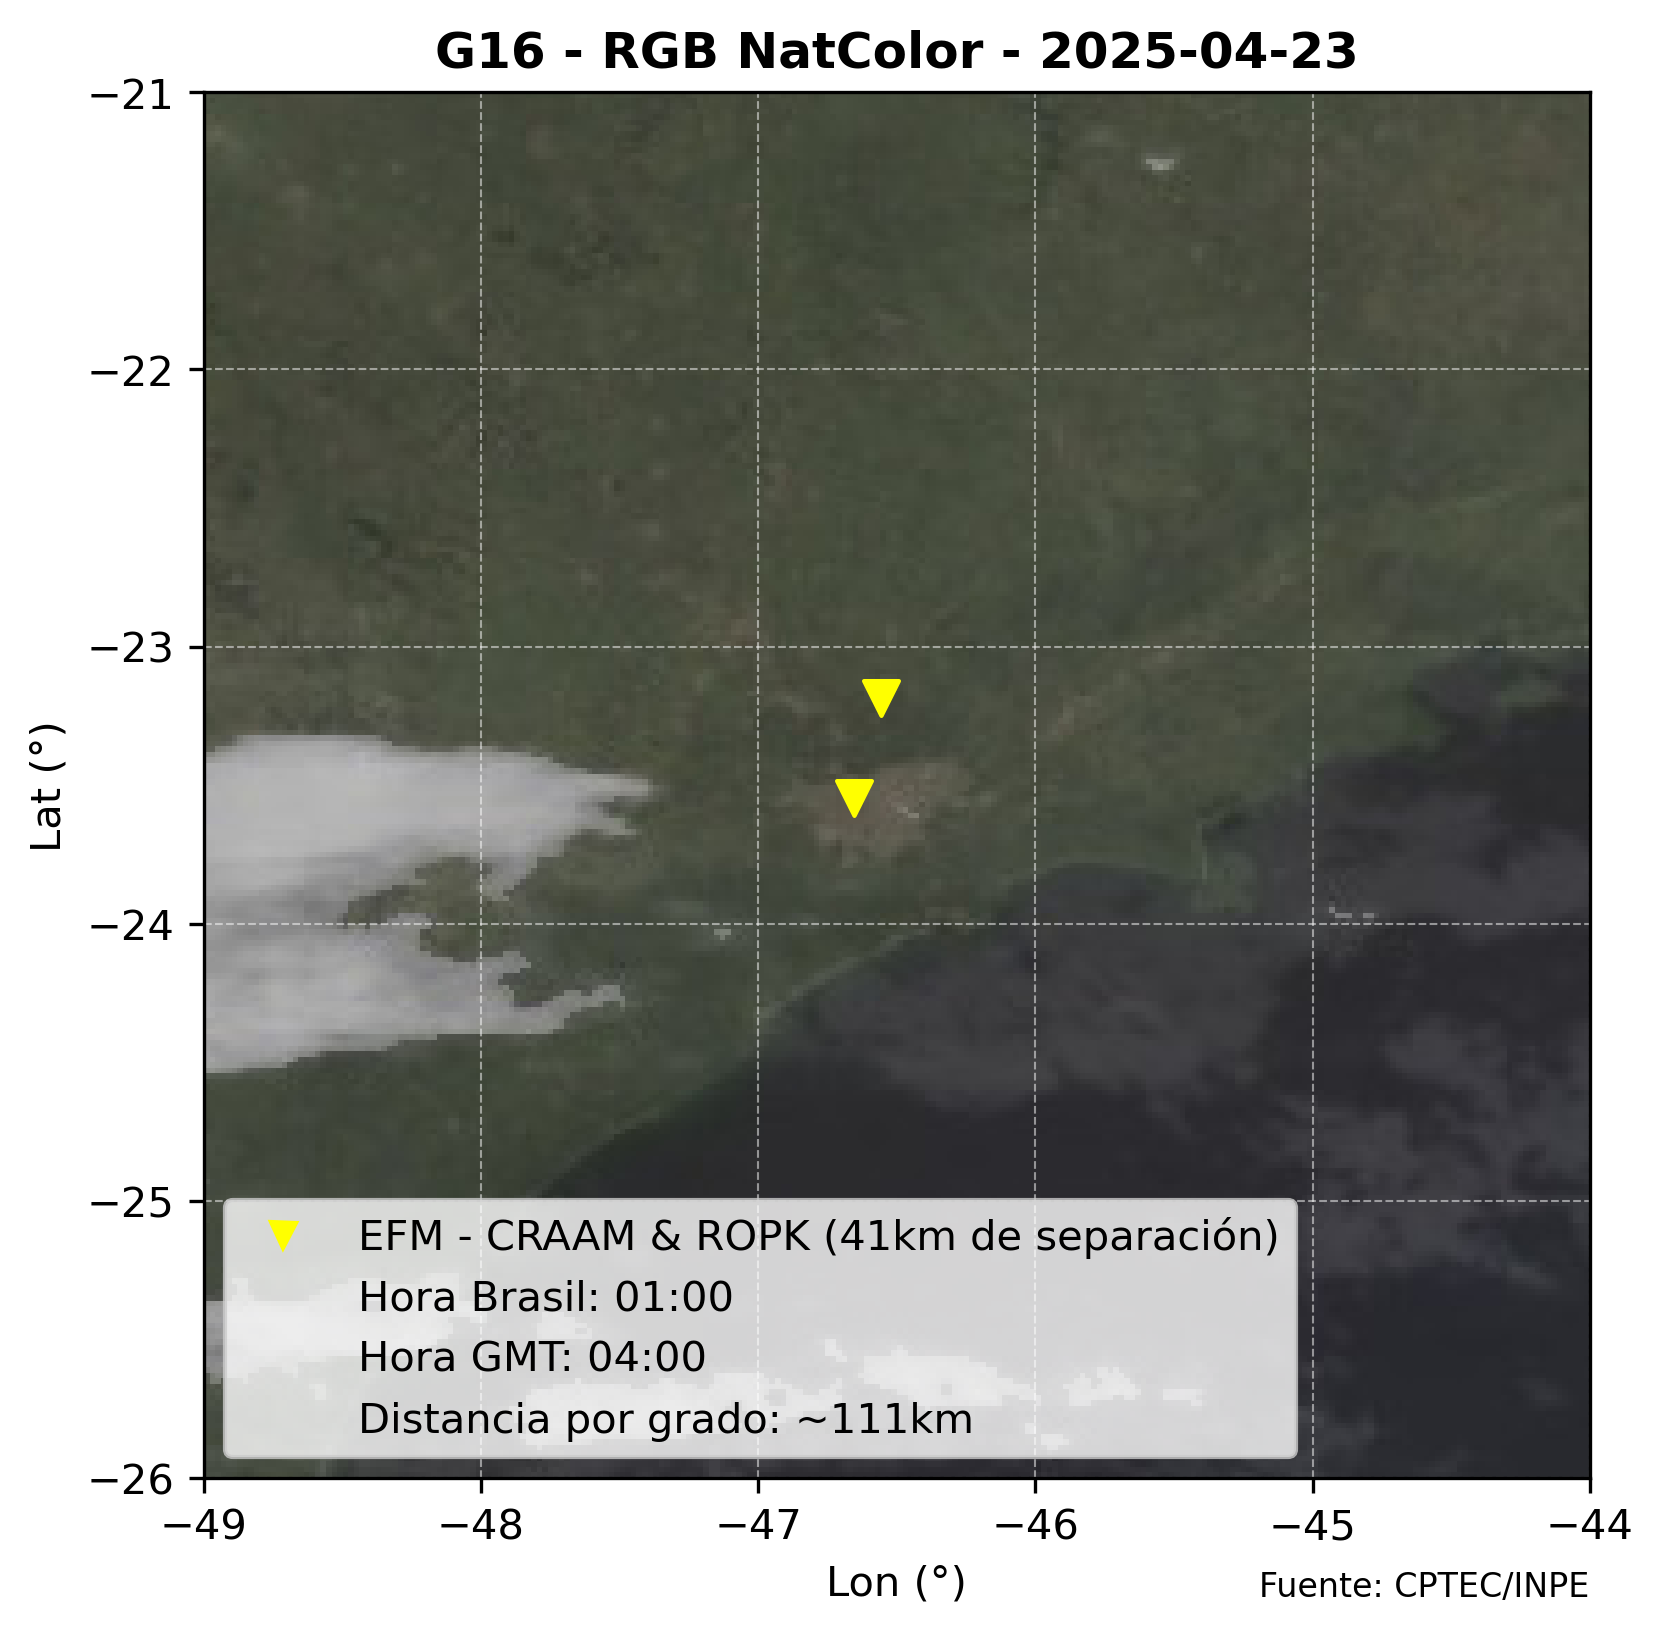 G16 - RGB NatColor - 2025-04-23
−21
−22
−23
−24
−25
−26
Lat (°)
EFM - CRAAM & ROPK (41km de separación)
Hora Brasil: 01:00
Hora GMT: 04:00
Distancia por grado: ~111km
−49 −48 −47 −46 −45 −44
Lon (°)
Fuente: CPTEC/INPE